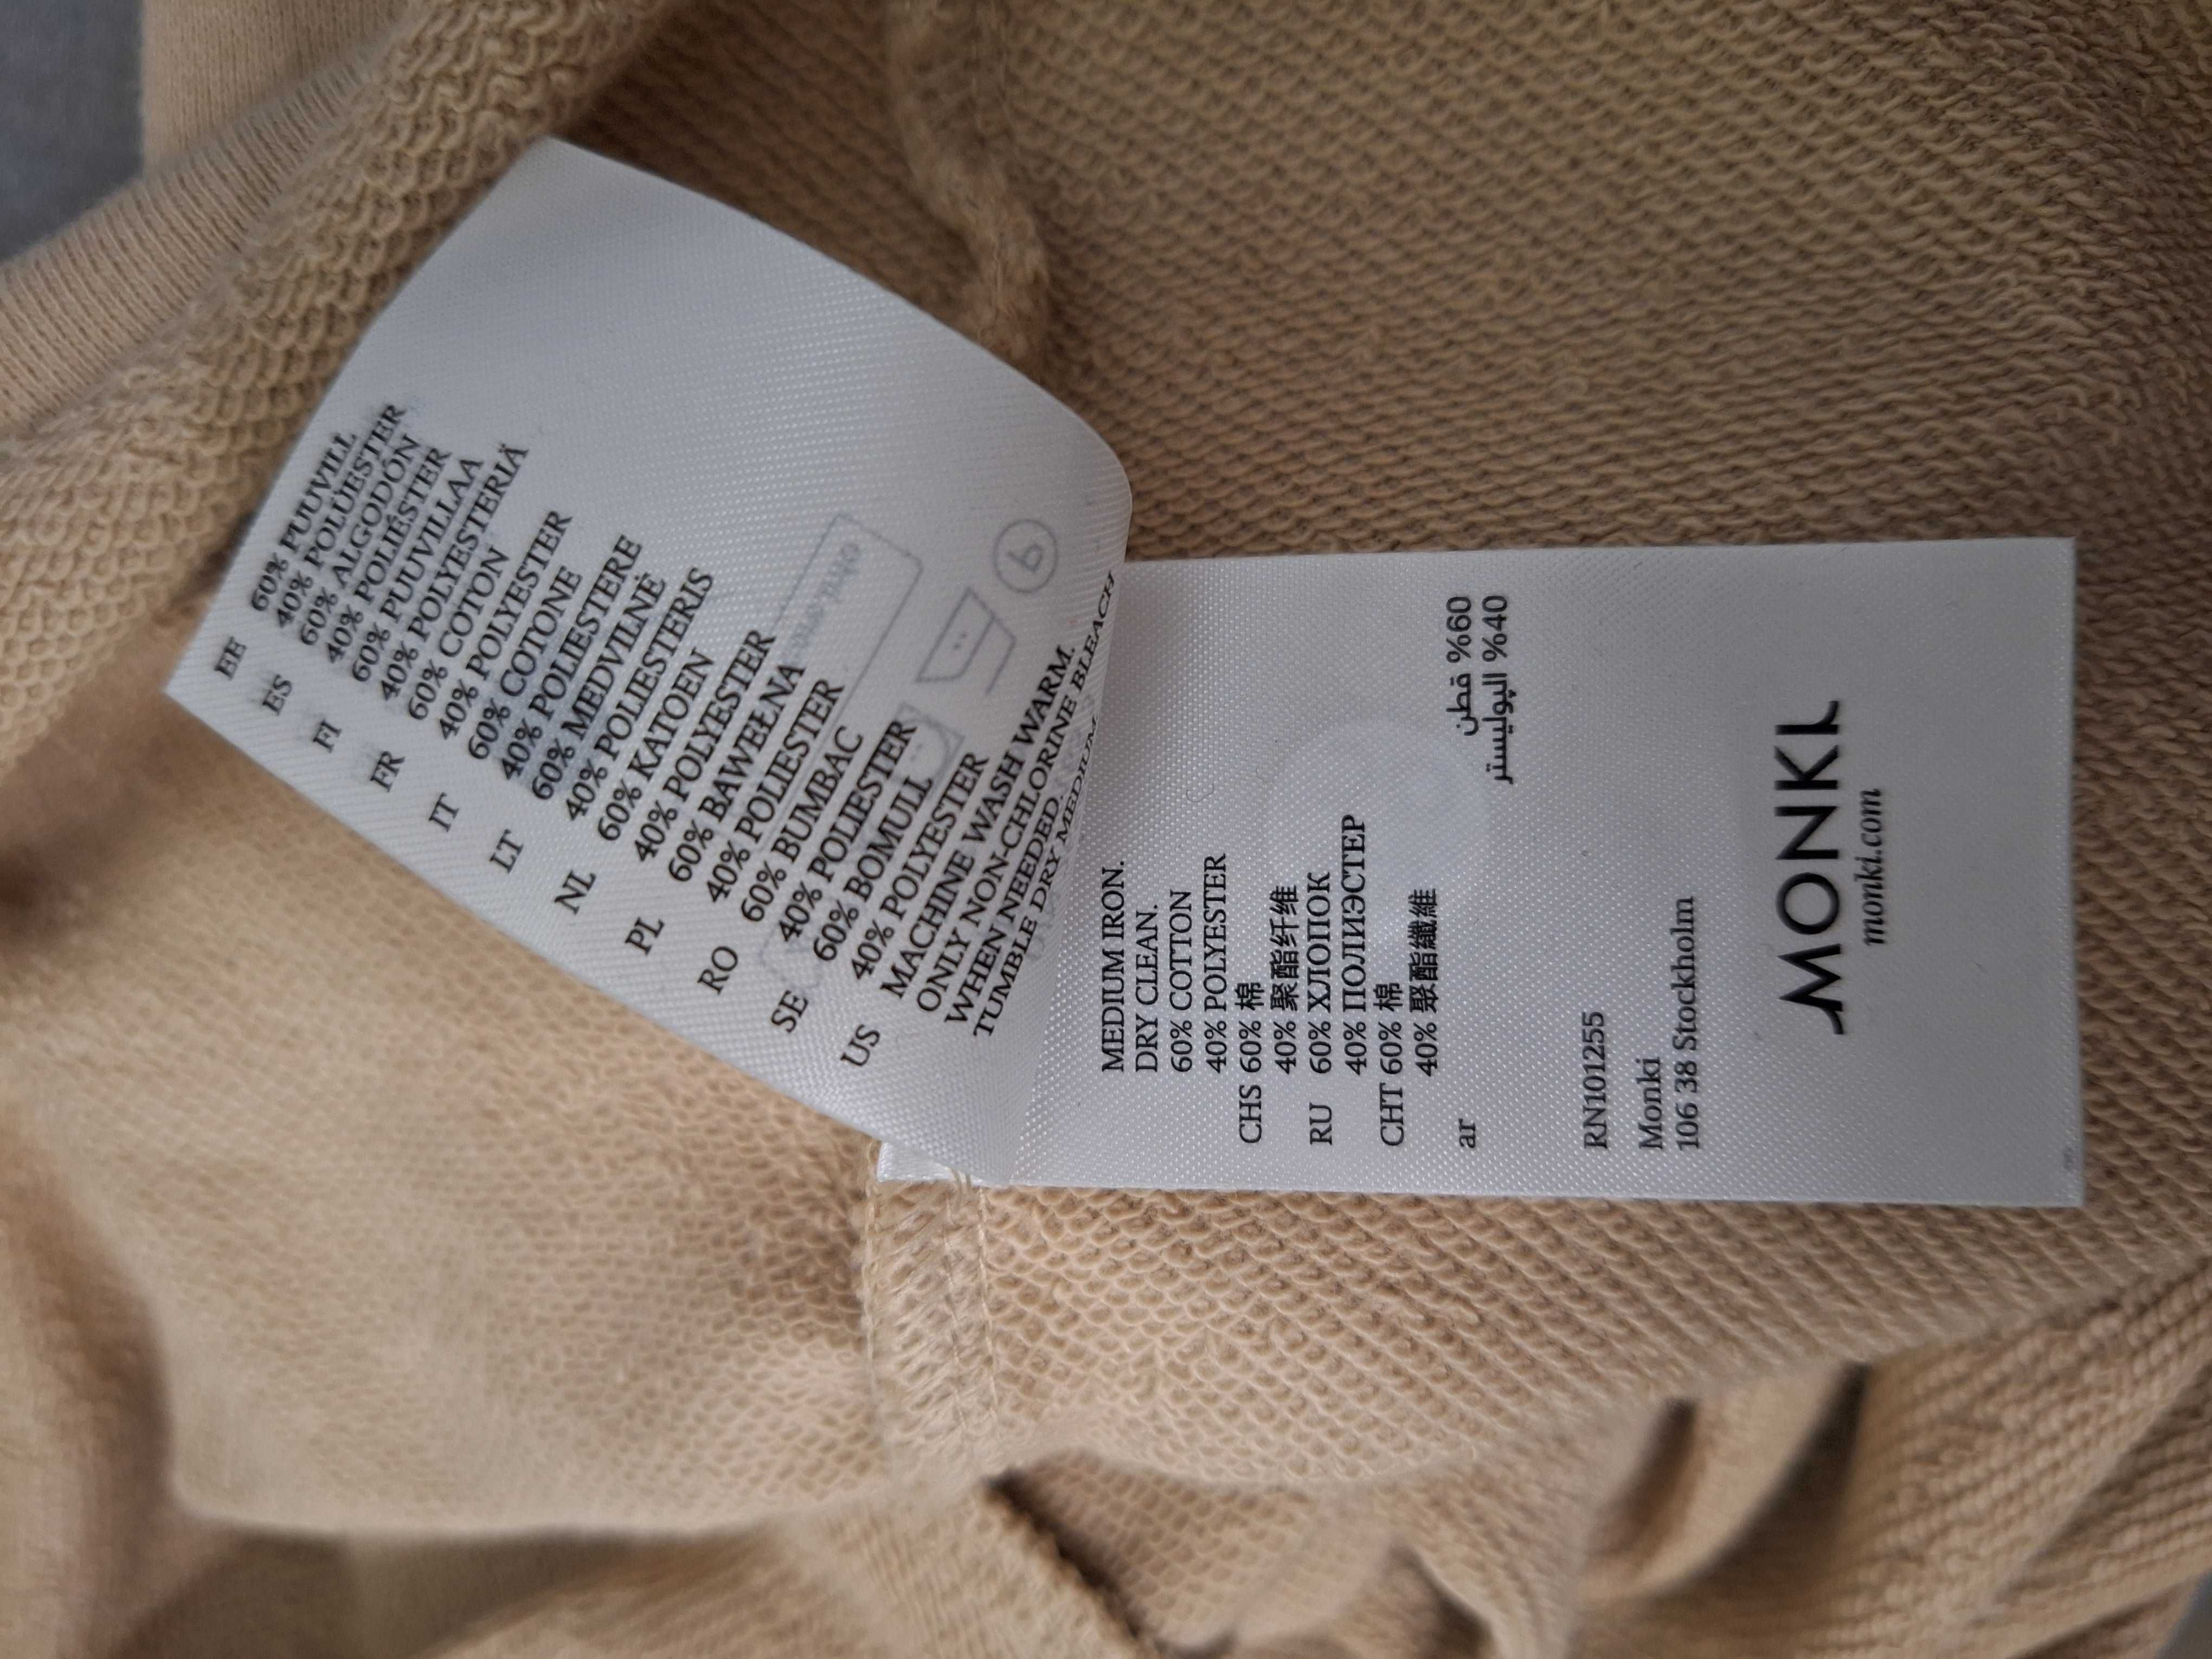 EE 60% PUUVILL
40% POLÜESTER
ES 60% ALGODÓN
40% POLIÉSTER
FI 60% PUUVILLAA
40% POLYESTERIÄ
FR 60% COTON
40% POLYESTER
IT 60% COTONE
40% POLIESTERE
LT 60% MEDVILNĖ
40% POLIESTERIS
NL 60% KATOEN
40% POLYESTER
PL 60% BAWEŁNA
40% POLIESTER
RO 60% BUMBAC
40% POLIESTER
SE 60% BOMULL
40% POLYESTER
US MACHINE WASH WARM.
ONLY NON-CHLORINE BLEACH
WHEN NEEDED.
TUMBLE DRY MEDIUM
MEDIUM IRON.
DRY CLEAN.
60% COTTON
40% POLYESTER
CHS 60% 棉
40% 聚酯纤维
RU 60% ХЛОПОК
40% ПОЛИЭСТЕР
CHT 60% 棉
40% 聚酯纖維
ar %60 قطن
%40 البوليستر
RN101255
Monki
106 38 Stockholm
MONKI
monki.com